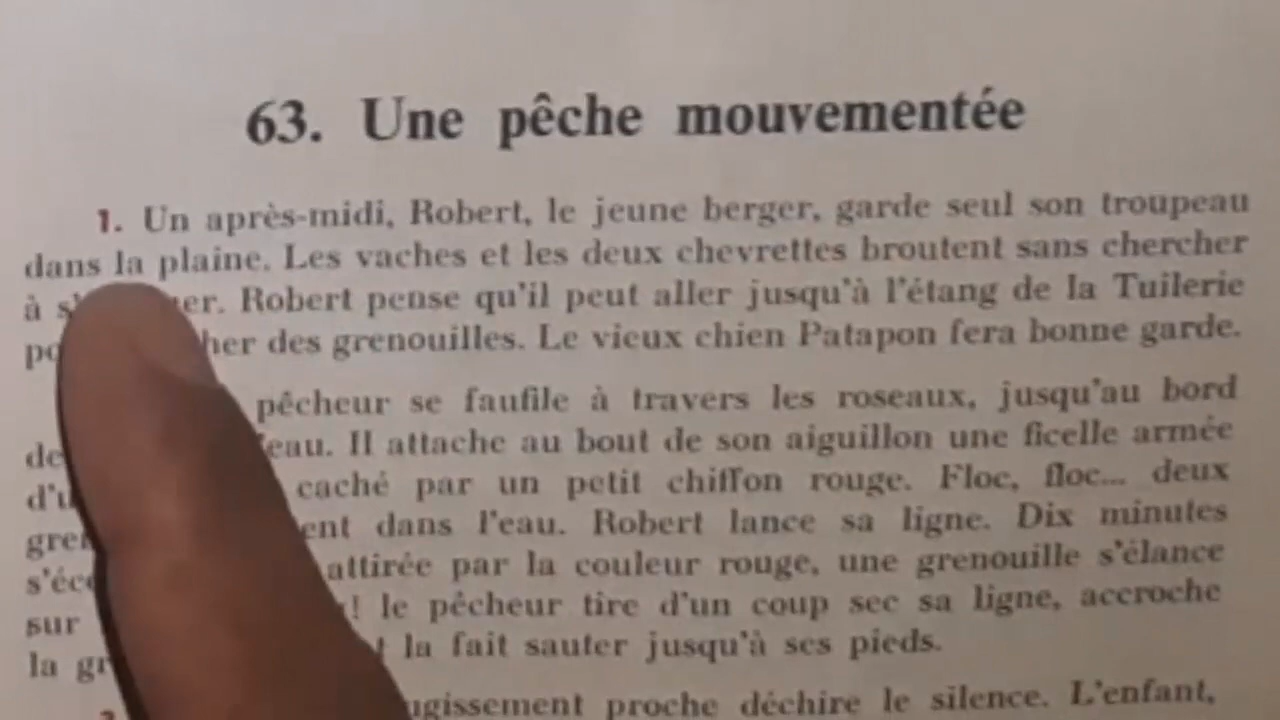 63. Une pêche mouvementée
1. Un après-midi, Robert, le jeune berger, garde seul son troupeau
dans la plaine. Les vaches et les deux chevrettes broutent sans chercher
à Robert pense qu'il peut aller jusqu'à l'étang de la Tuilerie
des grenouilles. Le vieux chien Patapon fera bonne garde.
pêcheur se faufile à travers les roseaux, jusqu'au bord
Il attache au bout de son aiguillon une ficelle armée
caché par un petit chiffon rouge. Floc, floc... deux
dans l'eau. Robert lance sa ligne. Dix minutes
attirée par la couleur rouge, une grenouille s'élance
sur ! le pêcheur tire d'un coup sec sa ligne, accroche
la la fait sauter jusqu'à ses pieds.
proche déchire le silence. L'enfant,